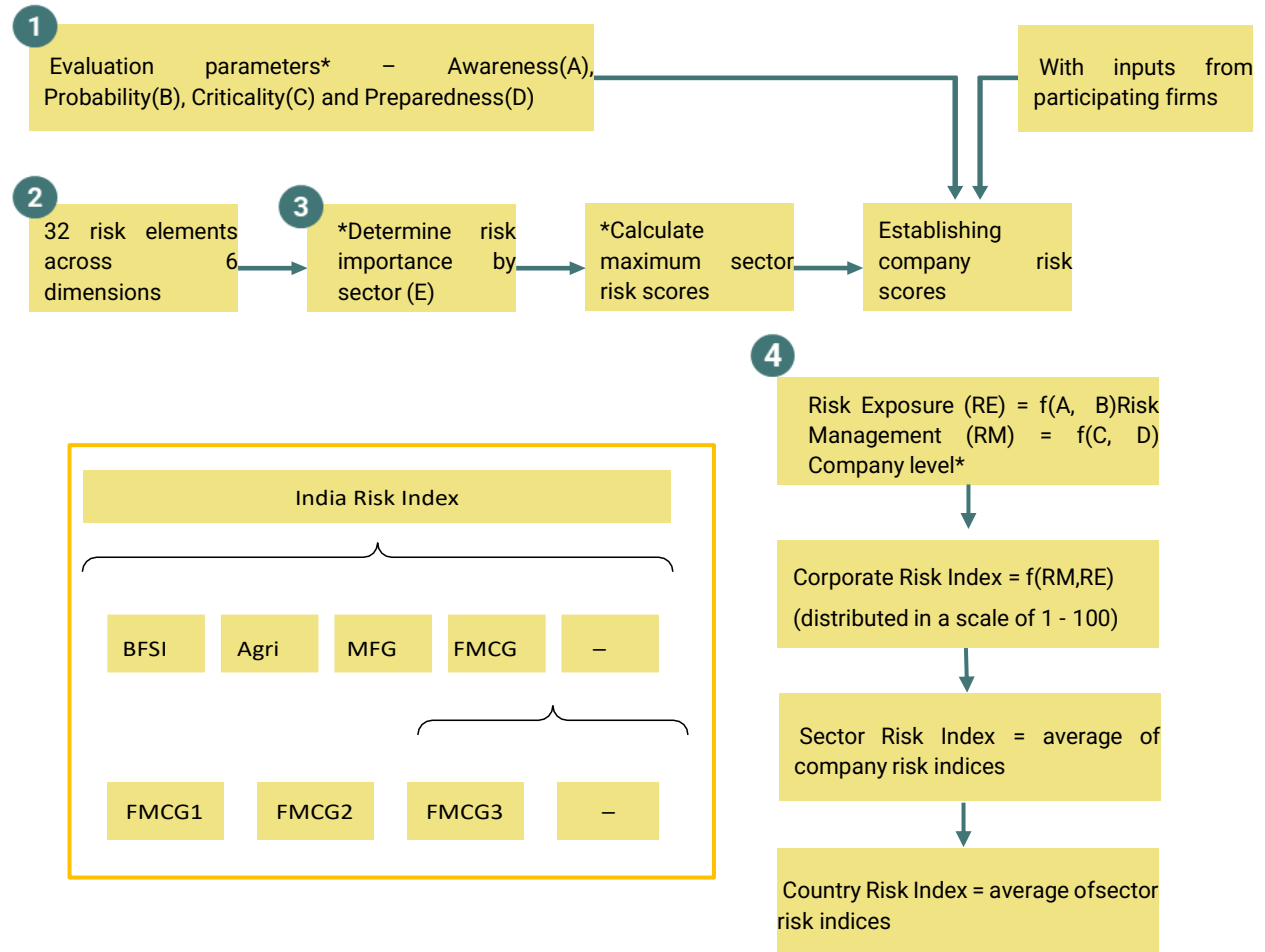 1
Evaluation parameters* – Awareness(A),
Probability(B), Criticality(C) and Preparedness(D)
With inputs from
participating firms
2
32 risk elements
across 6
dimensions
3
*Determine risk
importance by
sector (E)
*Calculate
maximum sector
risk scores
Establishing
company risk
scores
4
Risk Exposure (RE) = f(A, B)Risk
Management (RM) = f(C, D)
Company level*
Corporate Risk Index = f(RM,RE)
(distributed in a scale of 1 - 100)
Sector Risk Index = average of
company risk indices
Country Risk Index = average ofsector
risk indices
India Risk Index
BFSI Agri MFG FMCG –
FMCG1 FMCG2 FMCG3 –